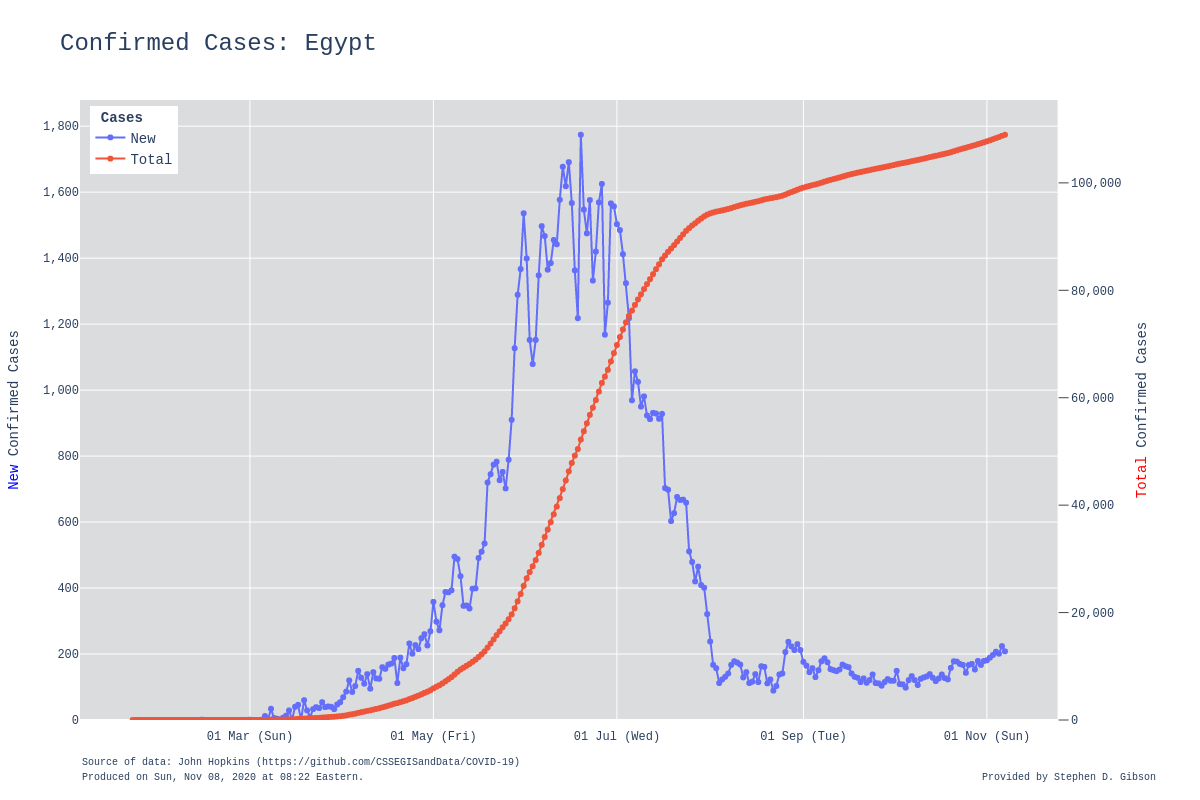 Confirmed Cases: Egypt
Cases
New
Total
1,800
1,600
1,400
1,200
1,000
800
600
400
200
0
100,000
80,000
60,000
40,000
20,000
0
New Confirmed Cases
Total Confirmed Cases
01 Mar (Sun) 01 May (Fri) 01 Jul (Wed) 01 Sep (Tue) 01 Nov (Sun)
Source of data: John Hopkins (https://github.com/CSSEGISandData/COVID-19)
Produced on Sun, Nov 08, 2020 at 08:22 Eastern.
Provided by Stephen D. Gibson